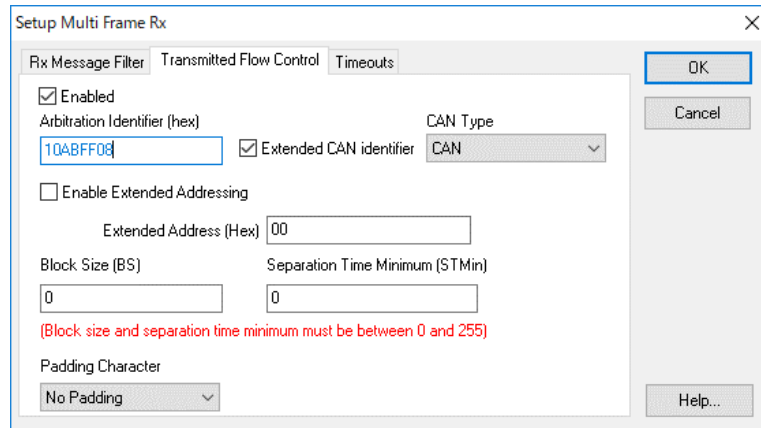 Setup Multi Frame Rx
Rx Message Filter Transmitted Flow Control Timeouts
OK
Cancel
Enabled
Arbitration Identifier (hex) CAN Type
10ABFF08 Extended CAN identifier CAN
Enable Extended Addressing
Extended Address (Hex) 00
Block Size (BS) Separation Time Minimum (STMin)
0 0
(Block size and separation time minimum must be between 0 and 255)
Padding Character
No Padding
Help...